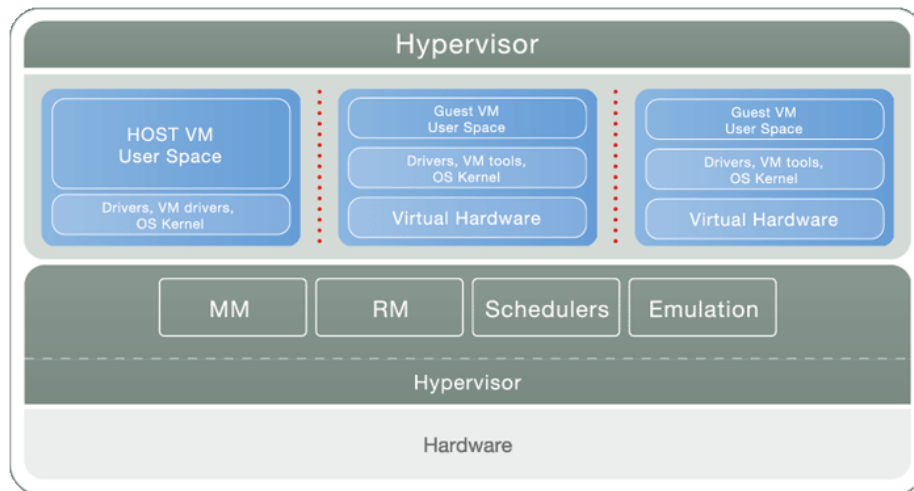 Hypervisor
HOST VM
User Space
Drivers, VM drivers,
OS Kernel
Guest VM
User Space
Drivers, VM tools,
OS Kernel
Virtual Hardware
Guest VM
User Space
Drivers, VM tools,
OS Kernel
Virtual Hardware
MM
RM
Schedulers
Emulation
Hypervisor
Hardware